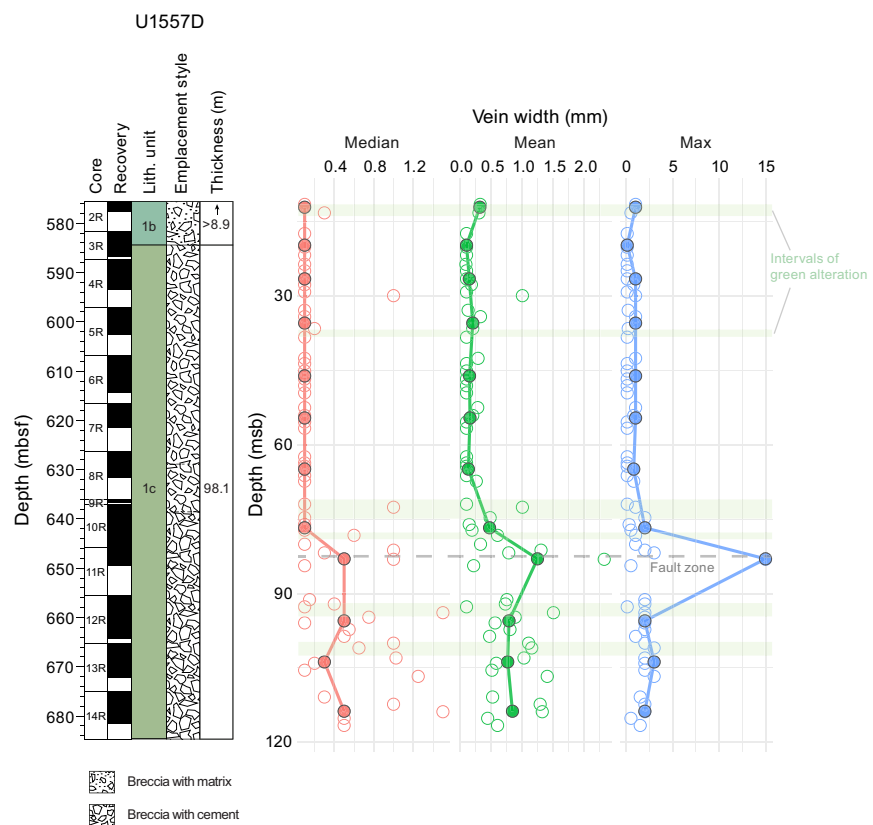 U1557D
Core
Recovery
Lith. unit
Emplacement style
Thickness (m)
Vein width (mm)
Median
Mean
Max
0.4 0.8 1.2
0.0 0.5 1.0 1.5 2.0
0 5 10 15
Depth (mbsf)
580
590
600
610
620
630
640
650
660
670
680
2R
3R
4R
5R
6R
7R
8R
9R
10R
11R
12R
13R
14R
1b
1c
>8.9
98.1
Depth (msb)
30
60
90
120
Intervals of
green alteration
Fault zone
Breccia with matrix
Breccia with cement